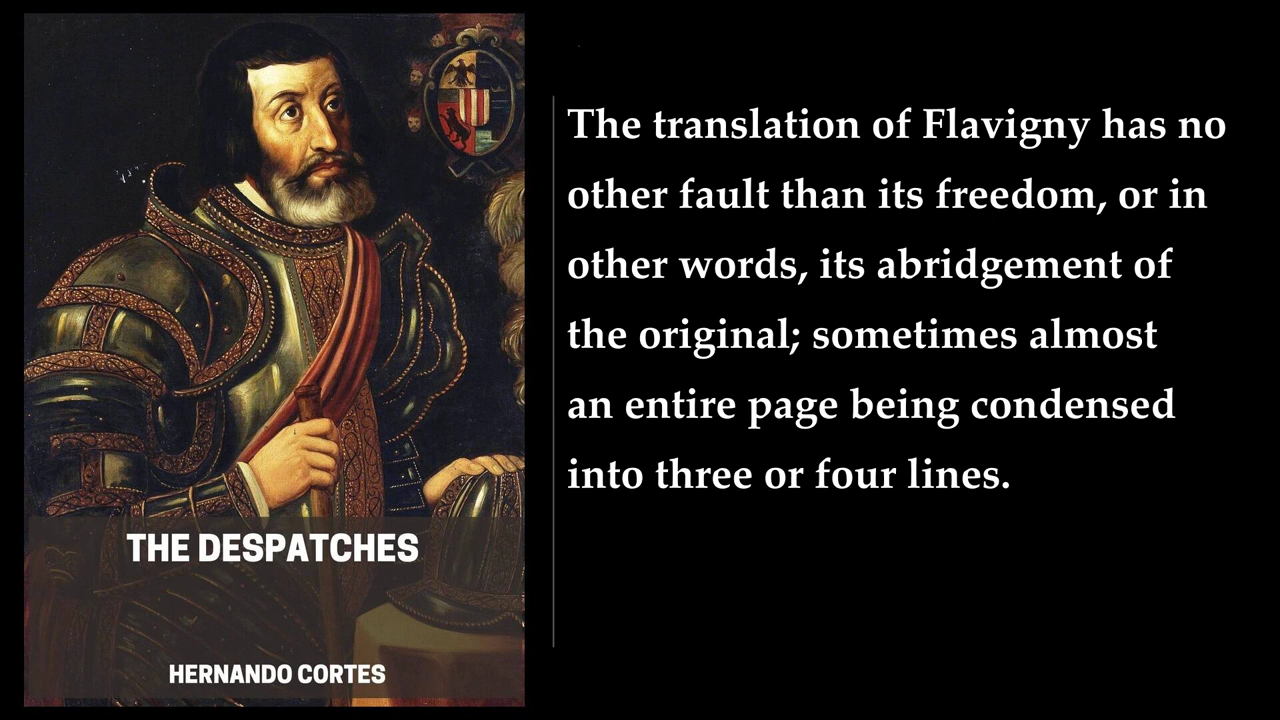 THE DESPATCHES
HERNANDO CORTES
The translation of Flavigny has no
other fault than its freedom, or in
other words, its abridgement of
the original; sometimes almost
an entire page being condensed
into three or four lines.